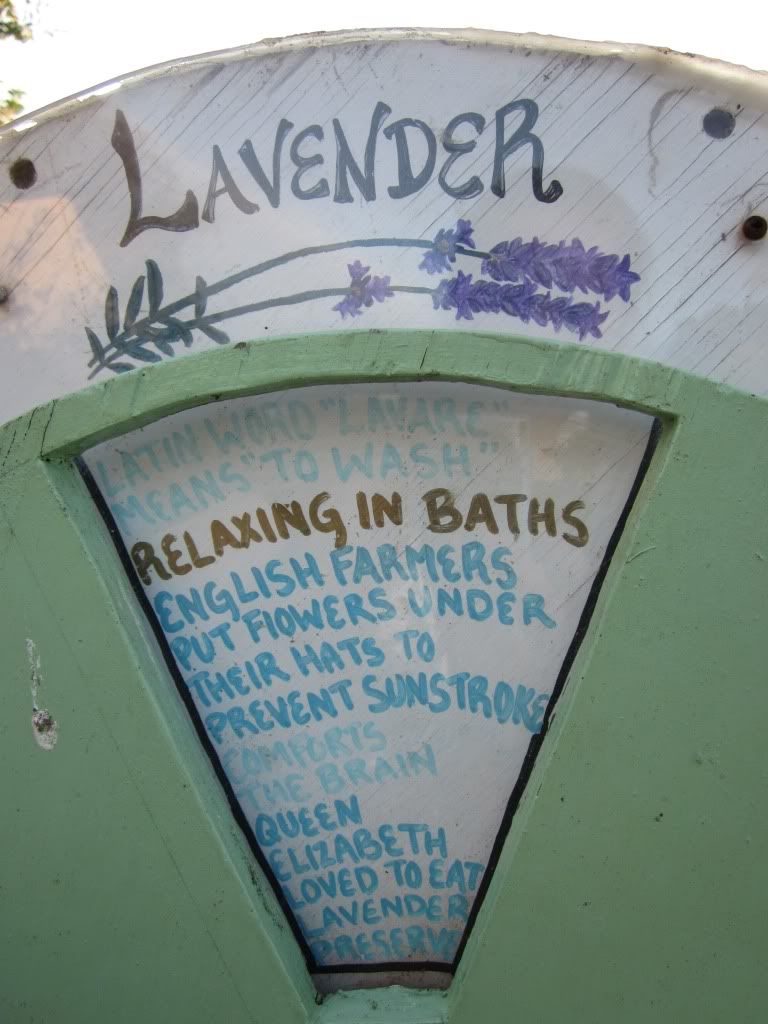 LAVENDER
LATIN WORD "LAVARE"
MEANS "TO WASH"
RELAXING IN BATHS
ENGLISH FARMERS
PUT FLOWERS UNDER
THEIR HATS TO
PREVENT SUNSTROKE
COMFORTS
THE BRAIN
QUEEN
ELIZABETH
LOVED TO EAT
LAVENDER
PRESERVE